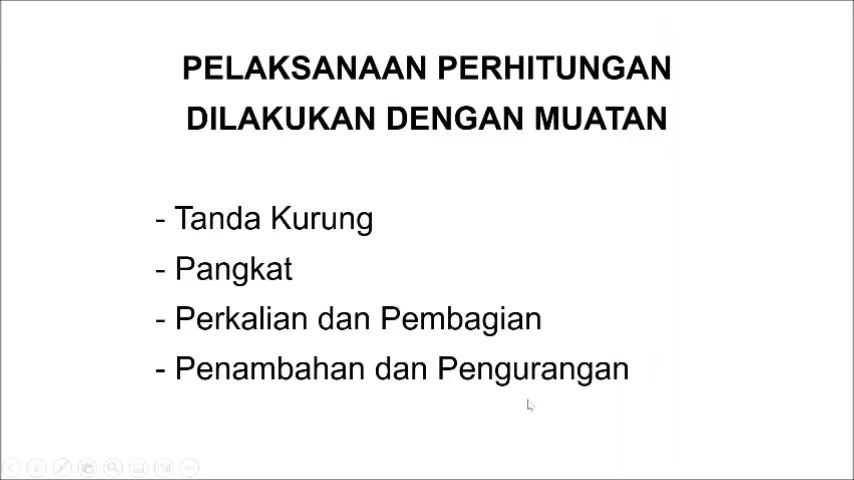 PELAKSANAAN PERHITUNGAN
DILAKUKAN DENGAN MUATAN
- Tanda Kurung
- Pangkat
- Perkalian dan Pembagian
- Penambahan dan Pengurangan